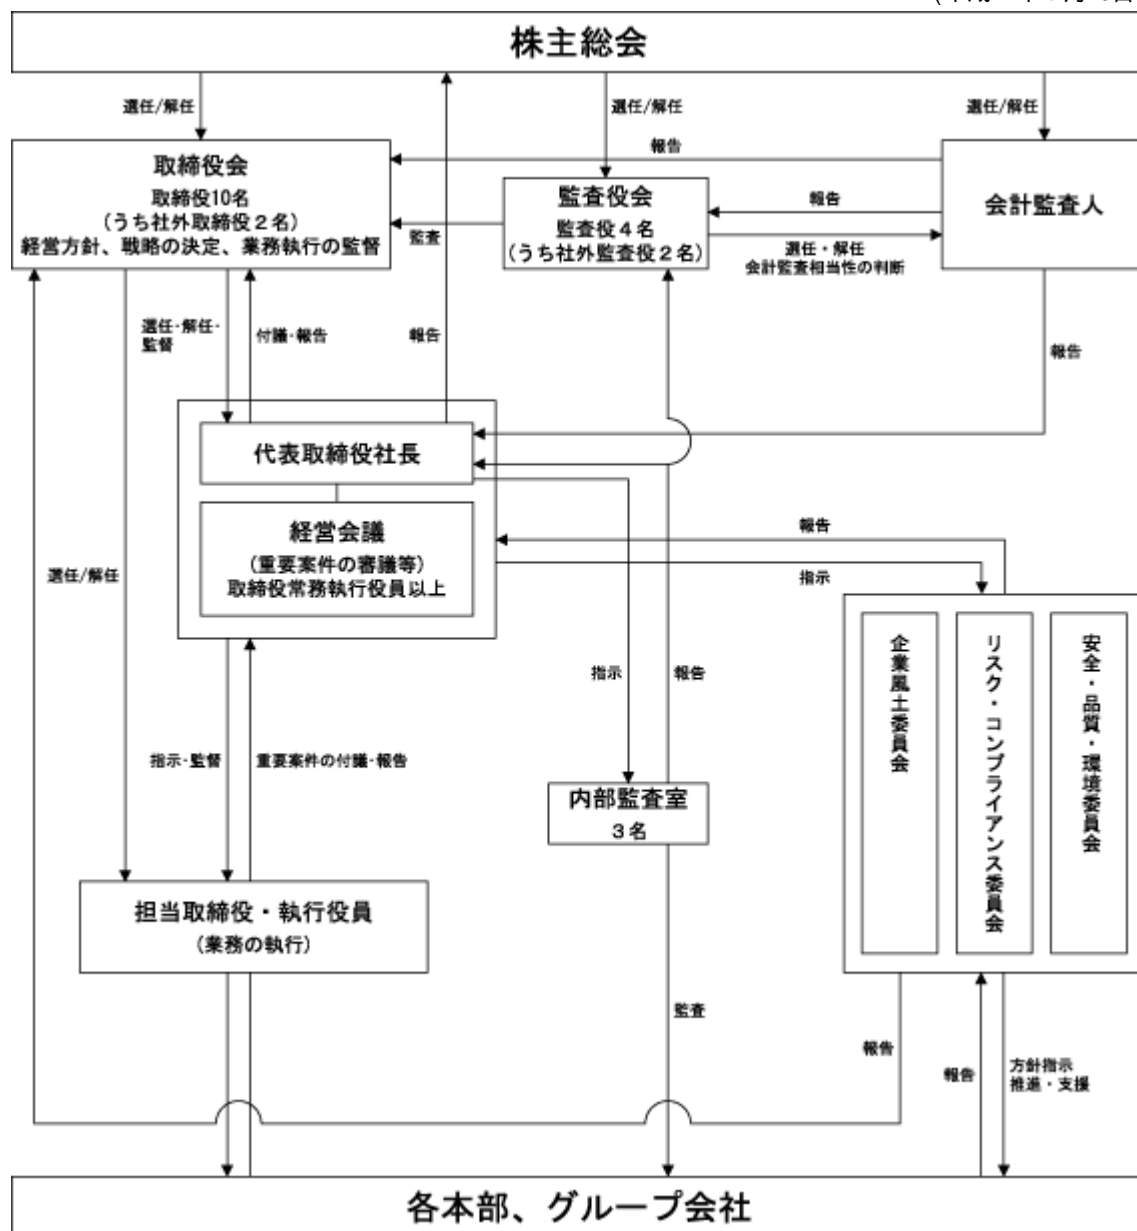 株主総会
選任/解任
選任/解任
選任/解任
取締役会
取締役10名
(うち社外取締役２名)
経営方針、戦略の決定、業務執行の監督
報告
監査役会
監査役４名
(うち社外監査役２名)
監査
報告
選任・解任
会計監査相当性の判断
会計監査人
選任・解任・
監督
付議・報告
報告
報告
代表取締役社長
経営会議
(重要案件の審議等)
取締役常務執行役員以上
選任/解任
報告
指示
指示
報告
企業風土委員会
リスク・コンプライアンス委員会
安全・品質・環境委員会
指示・監督
重要案件の付議・報告
内部監査室
３名
担当取締役・執行役員
(業務の執行)
監査
報告
報告
方針指示
推進・支援
各本部、グループ会社